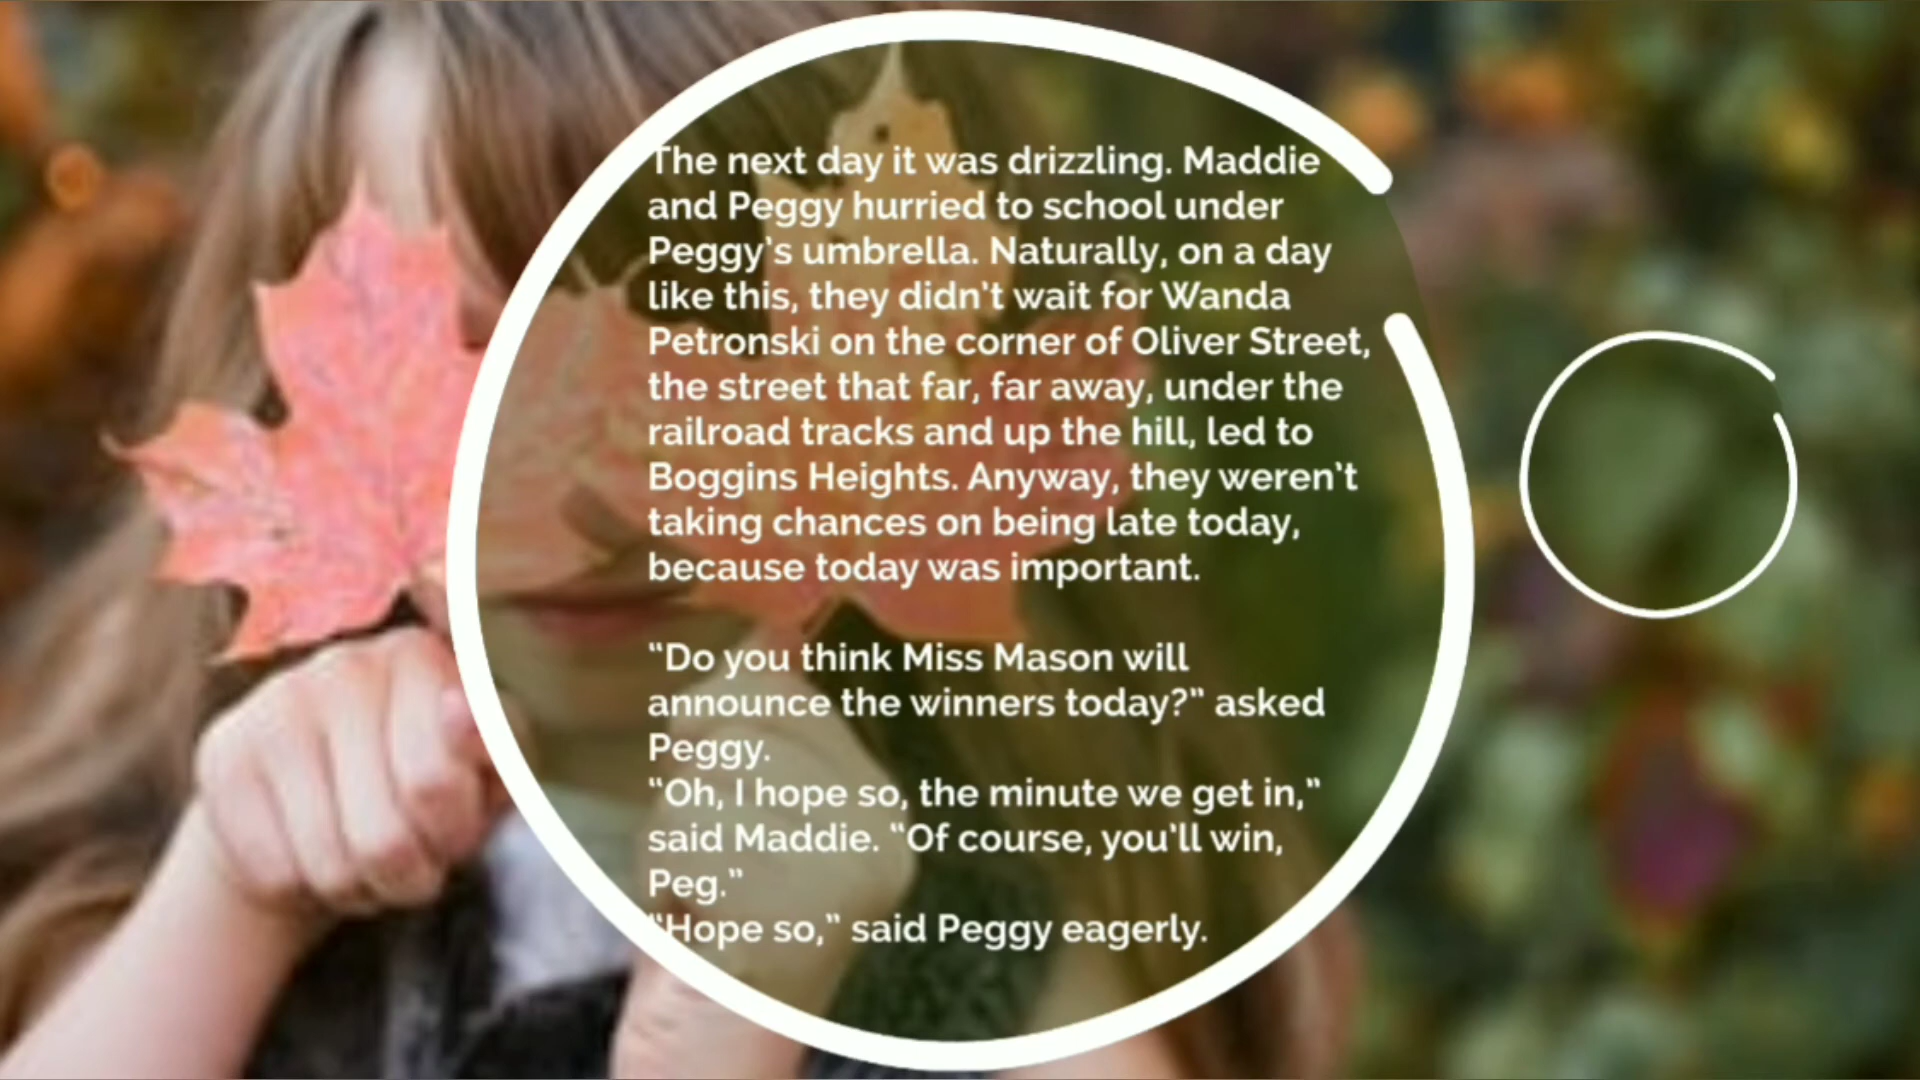 The next day it was drizzling. Maddie
and Peggy hurried to school under
Peggy's umbrella. Naturally, on a day
like this, they didn't wait for Wanda
Petronski on the corner of Oliver Street,
the street that far, far away, under the
railroad tracks and up the hill, led to
Boggins Heights. Anyway, they weren't
taking chances on being late today,
because today was important.
“Do you think Miss Mason will
announce the winners today?” asked
Peggy.
“Oh, I hope so, the minute we get in,”
said Maddie. “Of course, you'll win,
Peg.”
“Hope so,” said Peggy eagerly.